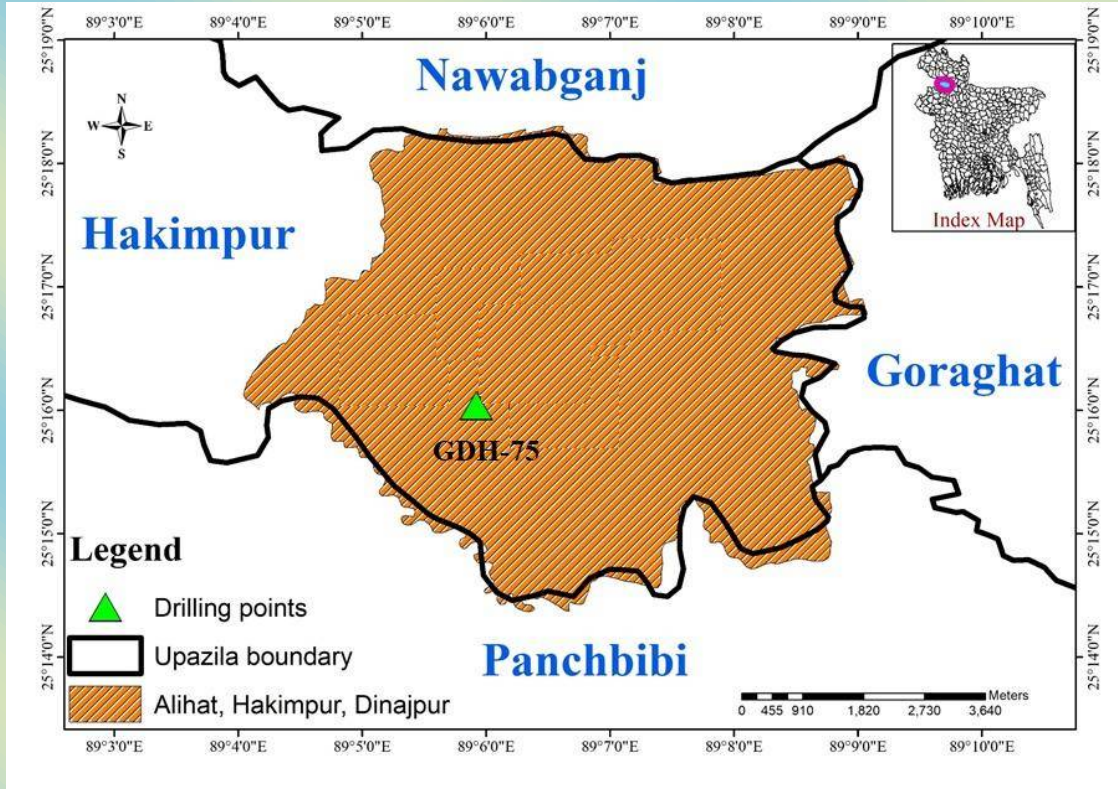 89°3'0"E 89°4'0"E 89°5'0"E 89°6'0"E 89°7'0"E 89°8'0"E 89°9'0"E 89°10'0"E
25°19'0"N 25°19'0"N
Nawabganj
N
W E
S
Index Map
25°18'0"N 25°18'0"N
Hakimpur
25°17'0"N 25°17'0"N
Goraghat
25°16'0"N 25°16'0"N
GDH-75
25°15'0"N 25°15'0"N
Legend
Drilling points
Upazila boundary
25°14'0"N 25°14'0"N
Panchbibi
Alihat, Hakimpur, Dinajpur
Meters
0 455 910 1,820 2,730 3,640
89°3'0"E 89°4'0"E 89°5'0"E 89°6'0"E 89°7'0"E 89°8'0"E 89°9'0"E 89°10'0"E